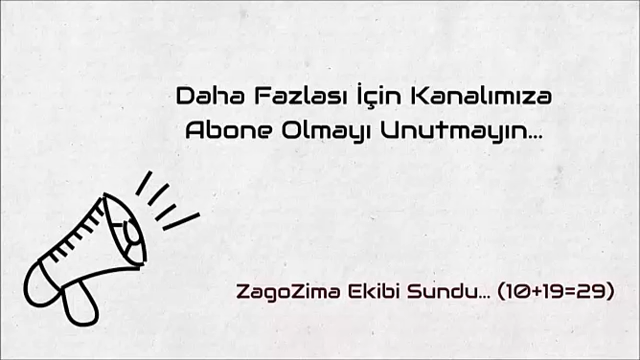 Daha Fazlası İçin Kanalımıza
Abone Olmayı Unutmayın...
ZagoZima Ekibi Sundu... (10+19=29)